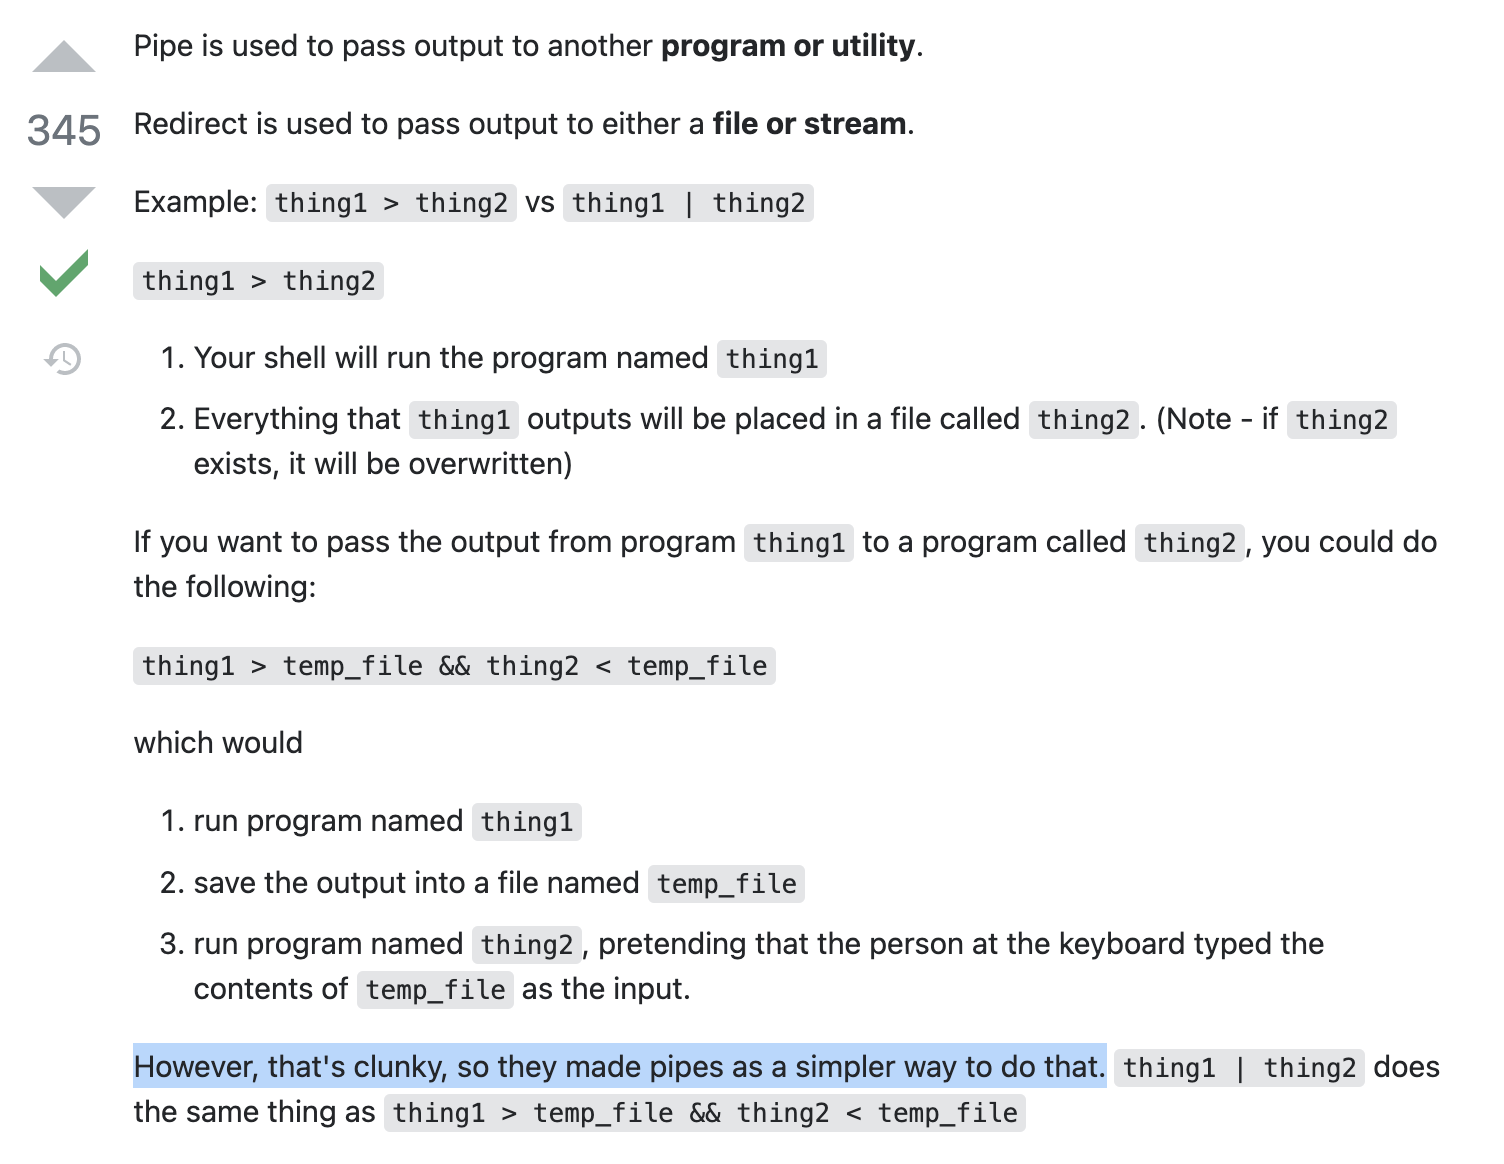 Pipe is used to pass output to another program or utility.
345
Redirect is used to pass output to either a file or stream.
Example: thing1 > thing2 vs thing1 | thing2
thing1 > thing2
1. Your shell will run the program named thing1
2. Everything that thing1 outputs will be placed in a file called thing2. (Note - if thing2
exists, it will be overwritten)
If you want to pass the output from program thing1 to a program called thing2, you could do
the following:
thing1 > temp_file && thing2 < temp_file
which would
1. run program named thing1
2. save the output into a file named temp_file
3. run program named thing2, pretending that the person at the keyboard typed the
contents of temp_file as the input.
However, that's clunky, so they made pipes as a simpler way to do that. thing1 | thing2 does
the same thing as thing1 > temp_file && thing2 < temp_file